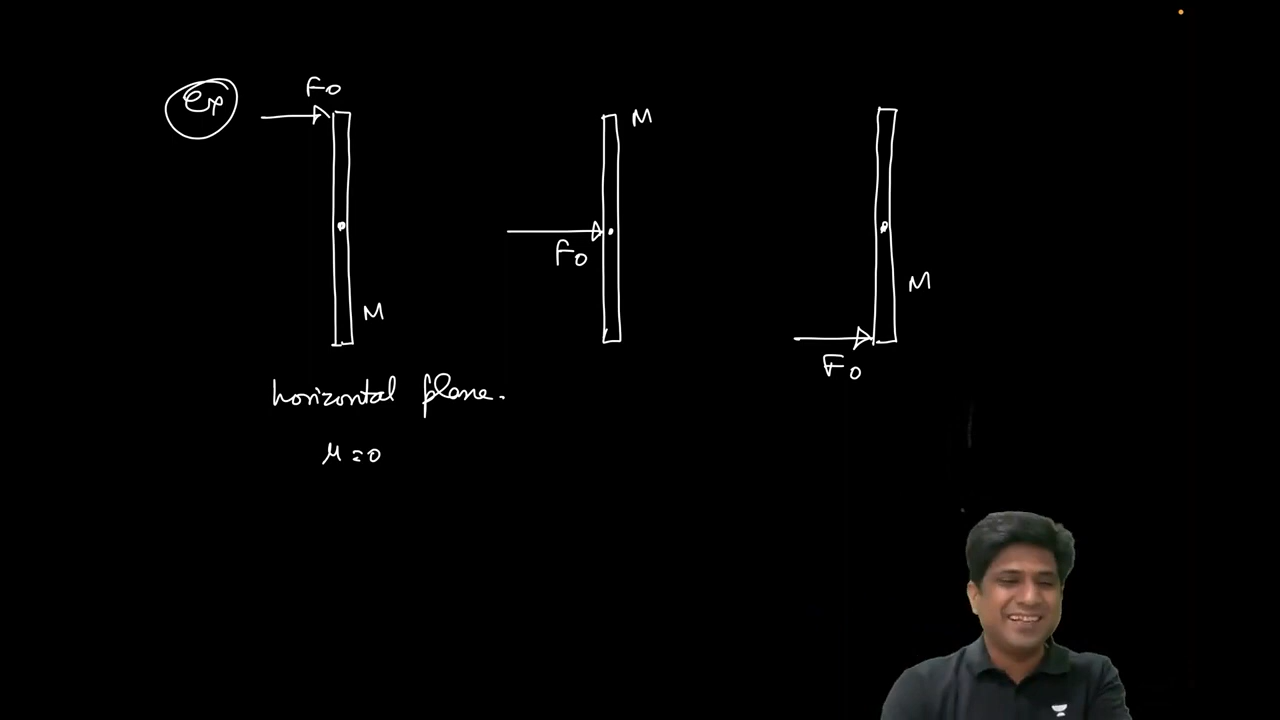 Ex
F0
M
M
F0
M
F0
horizontal plane.
μ = 0